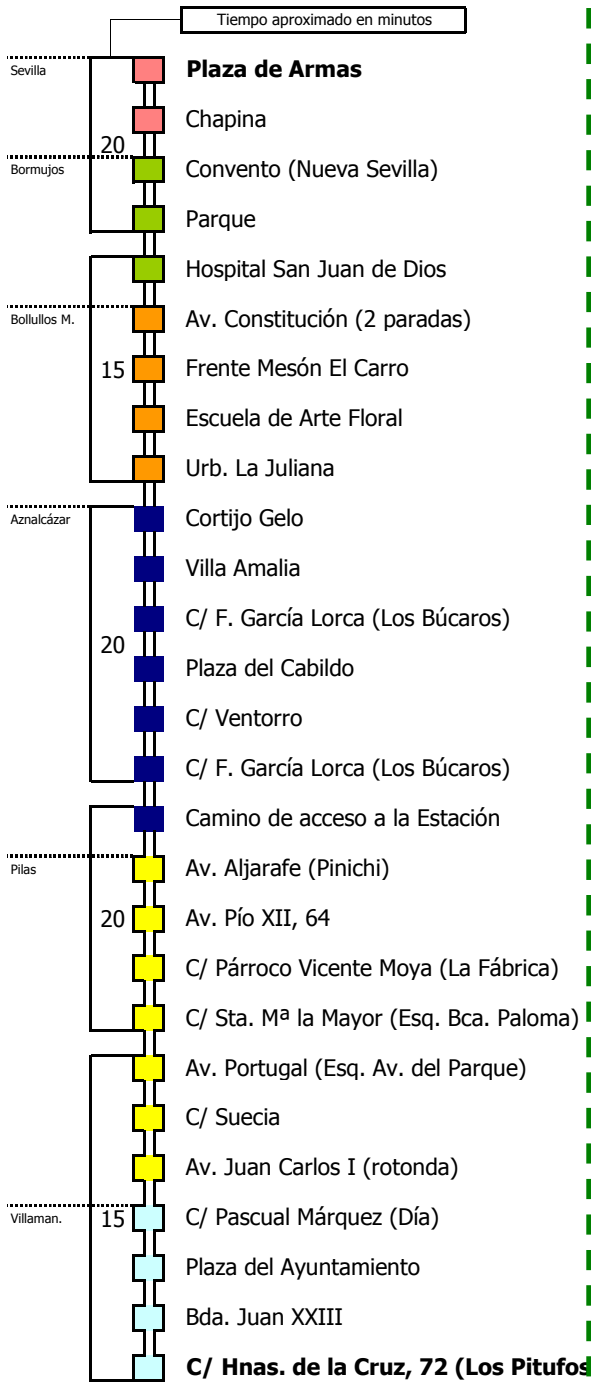 Tiempo aproximado en minutos
Sevilla
Plaza de Armas
Chapina
20
Bormujos
Convento (Nueva Sevilla)
Parque
Hospital San Juan de Dios
Bollullos M.
Av. Constitución (2 paradas)
15
Frente Mesón El Carro
Escuela de Arte Floral
Urb. La Juliana
Aznalcázar
Cortijo Gelo
Villa Amalia
C/ F. García Lorca (Los Búcaros)
20
Plaza del Cabildo
C/ Ventorro
C/ F. García Lorca (Los Búcaros)
Camino de acceso a la Estación
Pilas
Av. Aljarafe (Pinichi)
20
Av. Pío XII, 64
C/ Párroco Vicente Moya (La Fábrica)
C/ Sta. Mª la Mayor (Esq. Bca. Paloma)
Av. Portugal (Esq. Av. del Parque)
C/ Suecia
Av. Juan Carlos I (rotonda)
Villaman.
15
C/ Pascual Márquez (Día)
Plaza del Ayuntamiento
Bda. Juan XXIII
C/ Hnas. de la Cruz, 72 (Los Pitufos